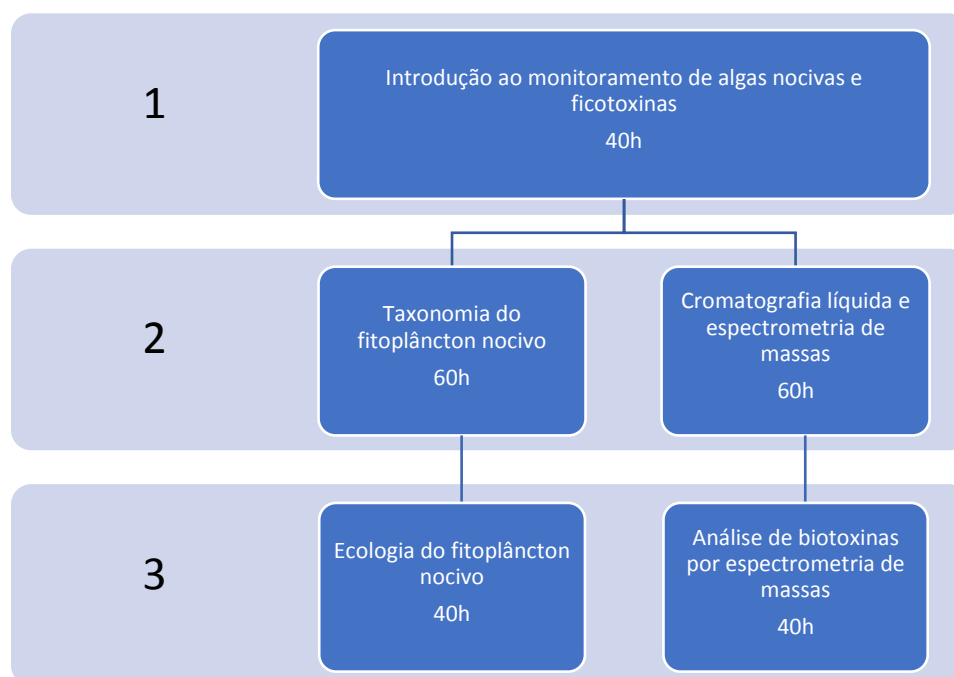 1
Introdução ao monitoramento de algas nocivas e
ficotoxinas
40h
2
Taxonomia do
fitoplâncton nocivo
60h
Cromatografia líquida e
espectrometria de
massas
60h
3
Ecologia do fitoplâncton
nocivo
40h
Análise de biotoxinas
por espectrometria de
massas
40h